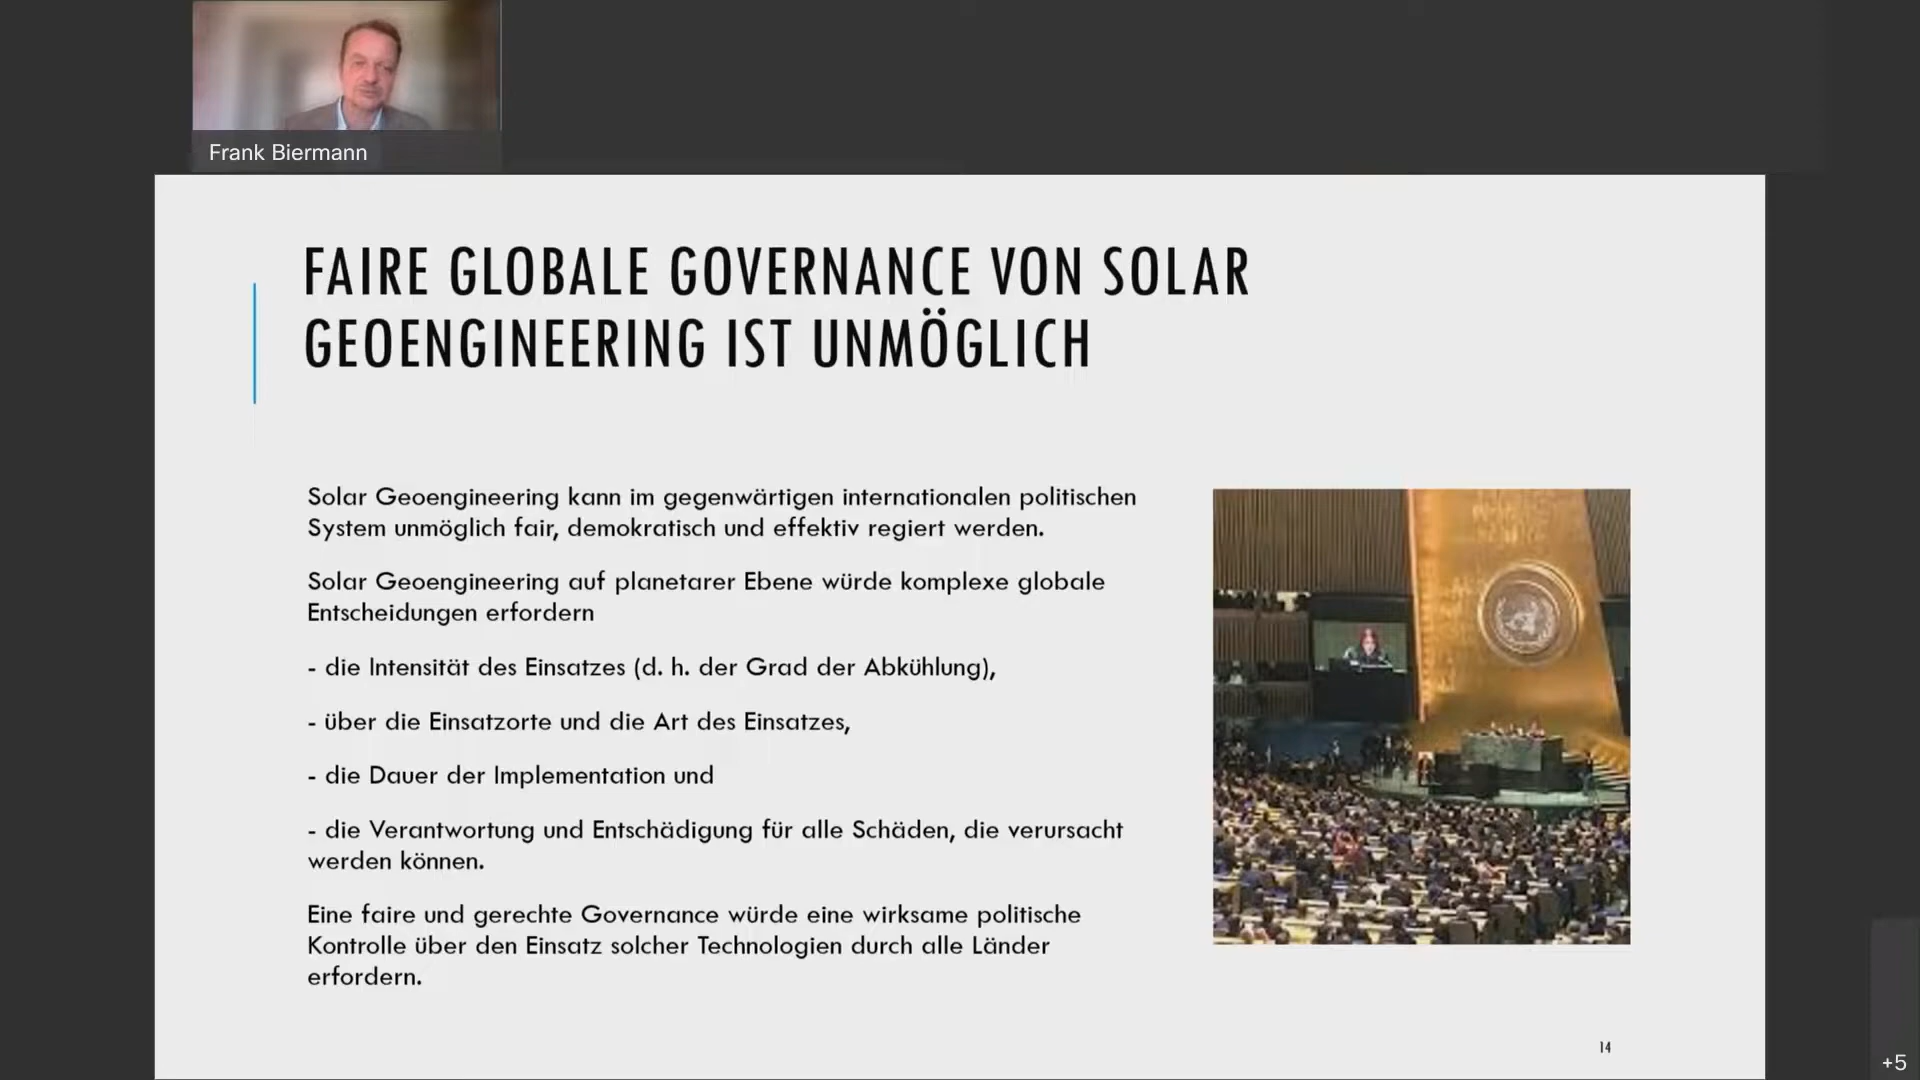 Frank Biermann
FAIRE GLOBALE GOVERNANCE VON SOLAR
GEOENGINEERING IST UNMÖGLICH
Solar Geoengineering kann im gegenwärtigen internationalen politischen
System unmöglich fair, demokratisch und effektiv regiert werden.
Solar Geoengineering auf planetarer Ebene würde komplexe globale
Entscheidungen erfordern
- die Intensität des Einsatzes (d. h. der Grad der Abkühlung),
- über die Einsatzorte und die Art des Einsatzes,
- die Dauer der Implementation und
- die Verantwortung und Entschädigung für alle Schäden, die verursacht
werden können.
Eine faire und gerechte Governance würde eine wirksame politische
Kontrolle über den Einsatz solcher Technologien durch alle Länder
erfordern.
14
+5